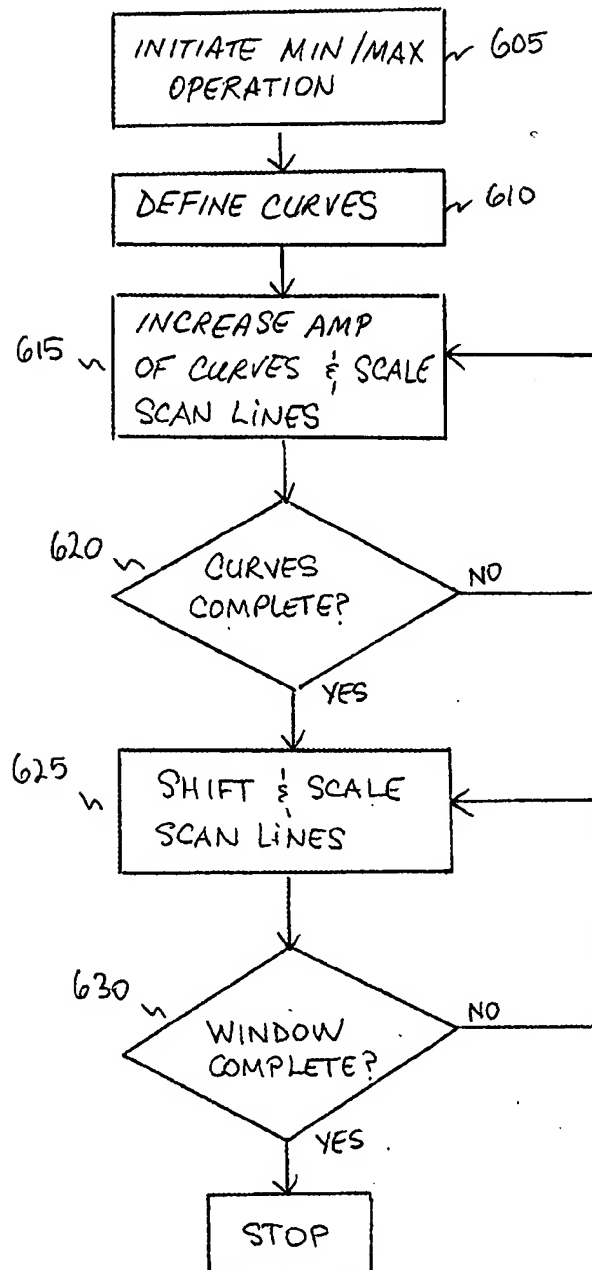 INITIATE MIN/MAX
OPERATION
605
DEFINE CURVES
610
615
INCREASE AMP
OF CURVES & SCALE
SCAN LINES
620
CURVES
COMPLETE?
NO
YES
625
SHIFT & SCALE
SCAN LINES
630
WINDOW
COMPLETE?
NO
YES
STOP